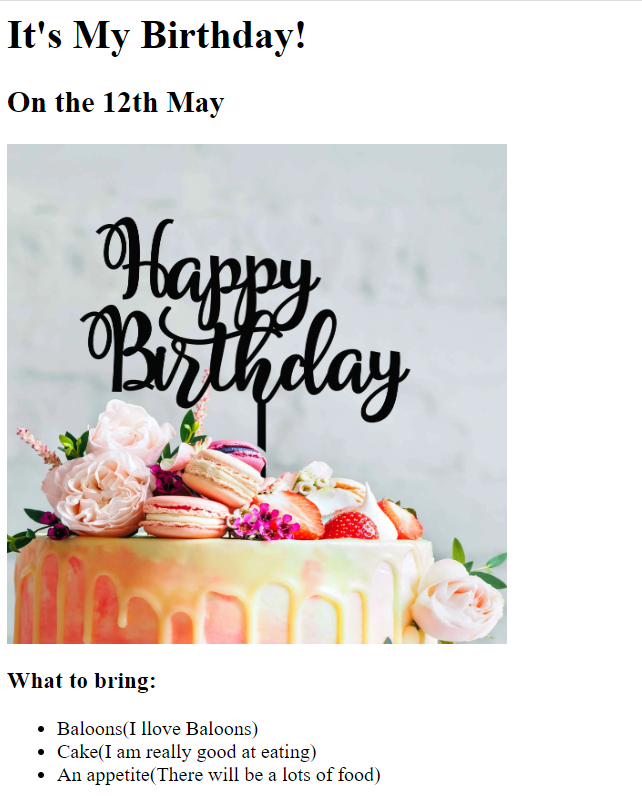 It's My Birthday!
On the 12th May
Happy
Birthday
What to bring:
Baloons(I llove Baloons)
Cake(I am really good at eating)
An appetite(There will be a lots of food)